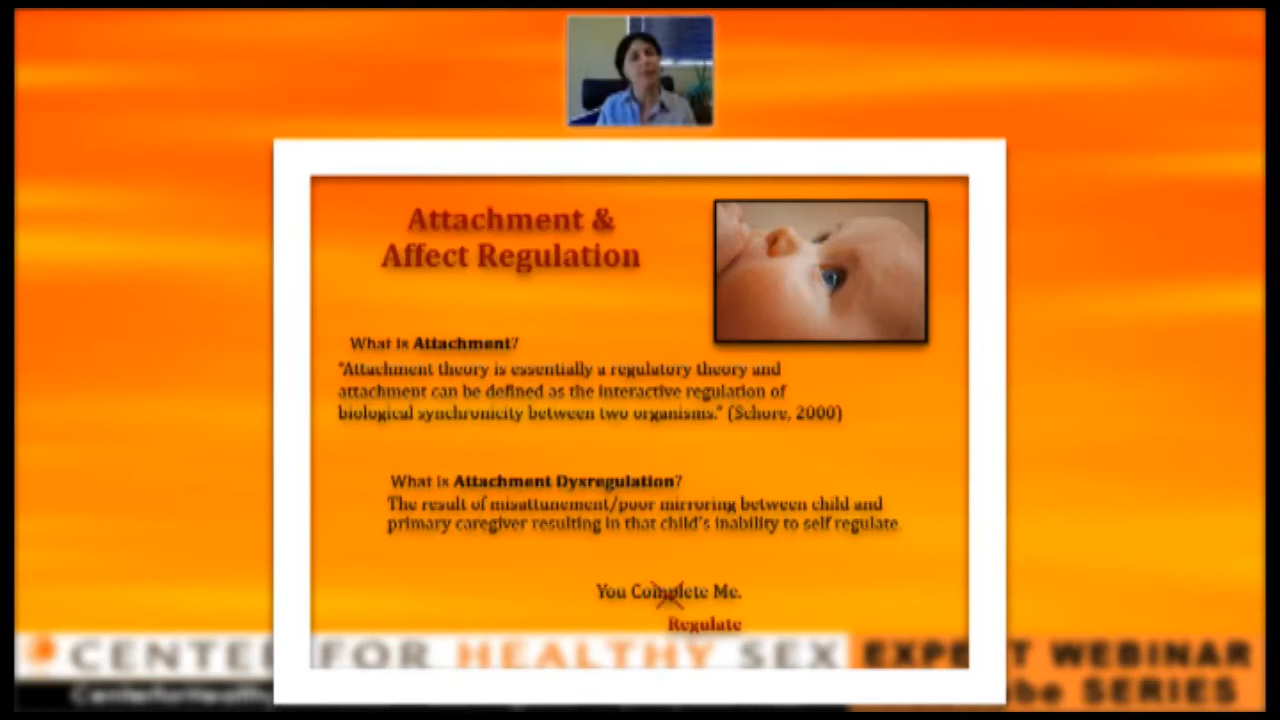 Attachment &
Affect Regulation
What is Attachment?
"Attachment theory is essentially a regulatory theory and
attachment can be defined as the interactive regulation of
biological synchronicity between two organisms." (Schore, 2000)
What is Attachment Dysregulation?
The result of misattunement/poor mirroring between child and
primary caregiver resulting in that child's inability to self regulate.
You Complete Me.
Regulate
CENTER FOR HEALTHY SEX EXPERT WEBINAR
CenterforHealthy SERIES